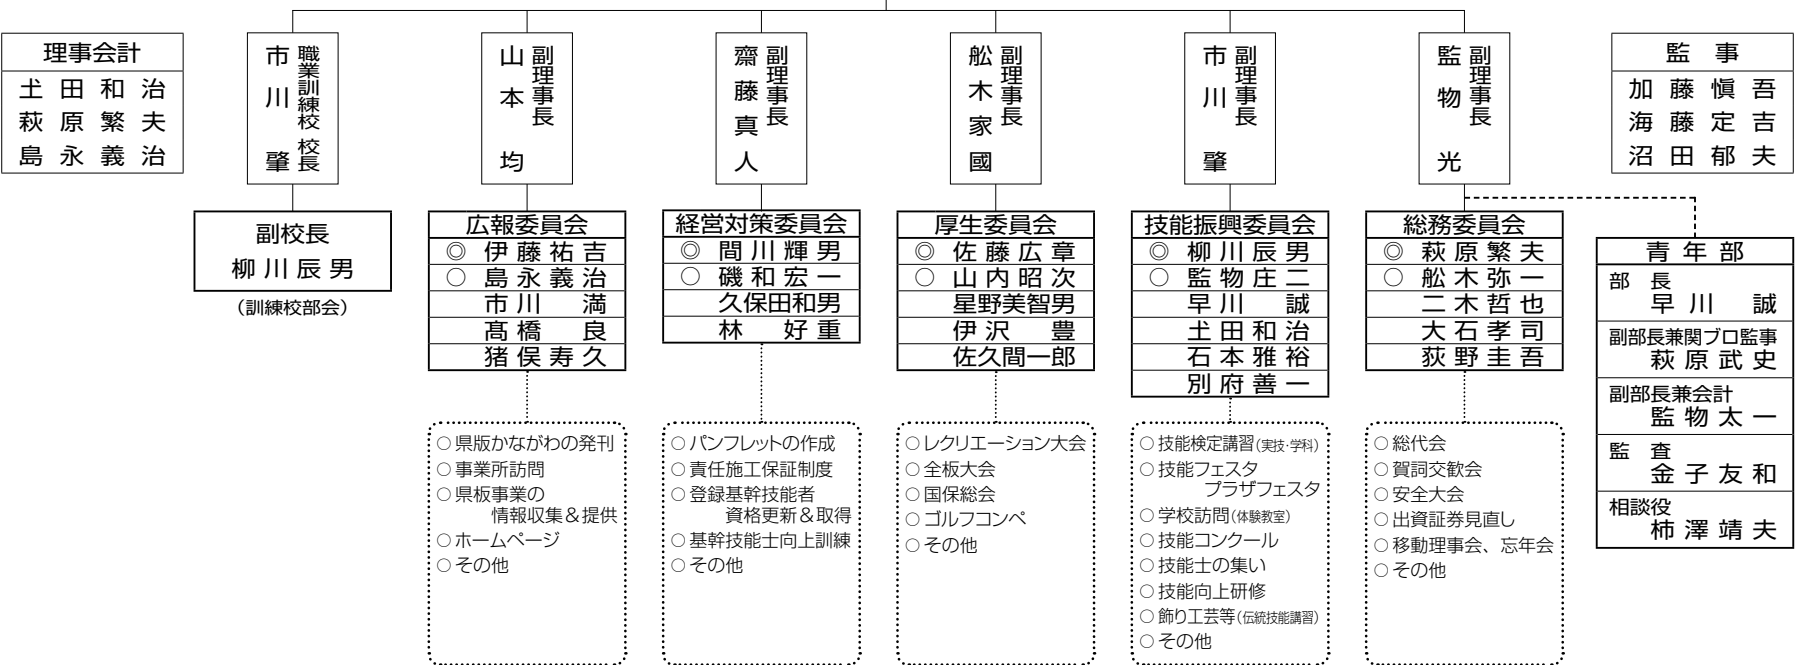 理事会計
𡈽田和治
萩原繁夫
島永義治
職業訓練校 校長
市川 肇
副校長
柳川辰男
(訓練校部会)
副理事長
山本 均
広報委員会
◎ 伊藤祐吉
○ 島永義治
市川 満
髙橋 良
猪俣寿久
○ 県版かながわの発刊
○ 事業所訪問
○ 県板事業の
情報収集&提供
○ ホームページ
○ その他
副理事長
齋藤真人
経営対策委員会
◎ 間川輝男
○ 磯和宏一
久保田和男
林 好重
○ パンフレットの作成
○ 責任施工保証制度
○ 登録基幹技能者
資格更新&取得
○ 基幹技能士向上訓練
○ その他
副理事長
舩木家國
厚生委員会
◎ 佐藤広章
○ 山内昭次
星野美智男
伊沢 豊
佐久間一郎
○ レクリエーション大会
○ 全板大会
○ 国保総会
○ ゴルフコンペ
○ その他
副理事長
市川 肇
技能振興委員会
◎ 柳川辰男
○ 監物庄二
早川 誠
𡈽田和治
石本雅裕
別府善一
○ 技能検定講習(実技・学科)
○ 技能フェスタ
プラザフェスタ
○ 学校訪問(体験教室)
○ 技能コンクール
○ 技能士の集い
○ 技能向上研修
○ 飾り工芸等(伝統技能講習)
○ その他
副理事長
監物 光
総務委員会
◎ 萩原繁夫
○ 舩木弥一
二木哲也
大石孝司
荻野圭吾
○ 総代会
○ 賀詞交歓会
○ 安全大会
○ 出資証券見直し
○ 移動理事会、忘年会
○ その他
監事
加藤愼吾
海藤定吉
沼田郁夫
青年部
部 長
早川 誠
副部長兼関ブロ監事
萩原武史
副部長兼会計
監物太一
監 査
金子友和
相談役
柿澤靖夫